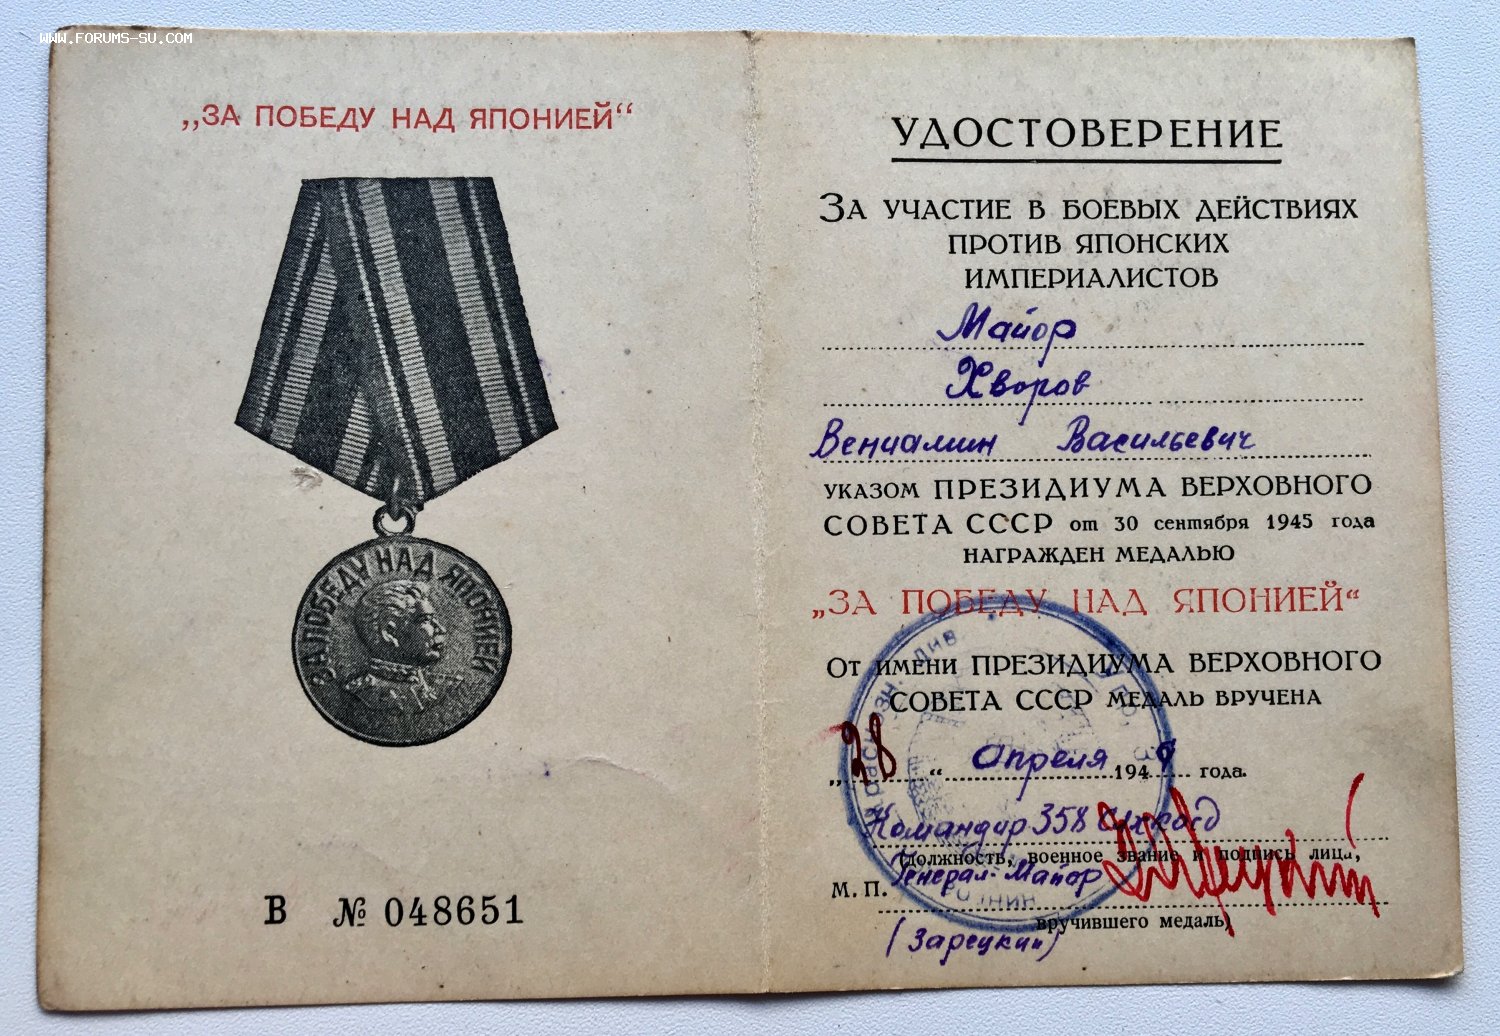 WWW.FORUMS-SU.COM
„ЗА ПОБЕДУ НАД ЯПОНИЕЙ“
ЗА ПОБЕДУ НАД ЯПОНИЕЙ
В № 048651
УДОСТОВЕРЕНИЕ
ЗА УЧАСТИЕ В БОЕВЫХ ДЕЙСТВИЯХ
ПРОТИВ ЯПОНСКИХ
ИМПЕРИАЛИСТОВ
Майор
Хворов
Вениамин Васильевич
УКАЗОМ ПРЕЗИДИУМА ВЕРХОВНОГО
СОВЕТА СССР от 30 сентября 1945 года
НАГРАЖДЕН МЕДАЛЬЮ
„ЗА ПОБЕДУ НАД ЯПОНИЕЙ“
ОТ ИМЕНИ ПРЕЗИДИУМА ВЕРХОВНОГО
СОВЕТА СССР МЕДАЛЬ ВРУЧЕНА
„28“ Апреля 194 года.
Командир 358
(должность, военное звание и подпись лица,
М. П. Генерал-Майор
вручившего медаль)
(Зарецкий)